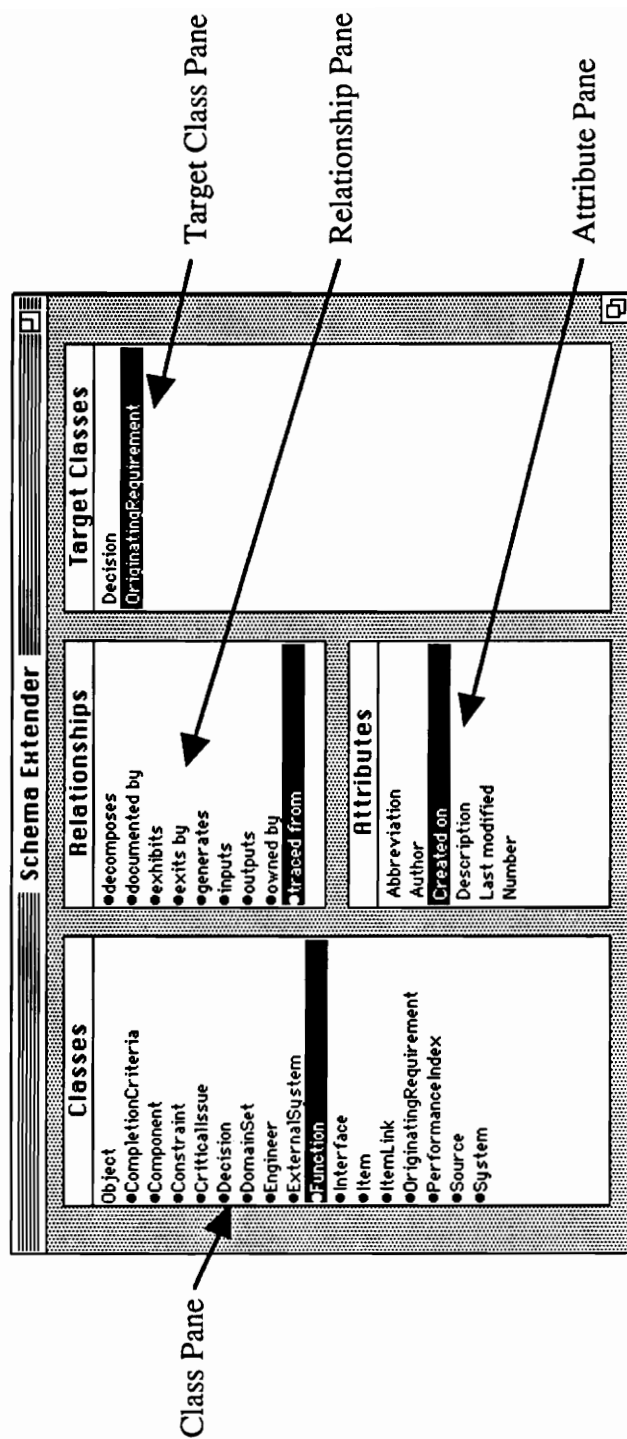 Schema Extender
Classes
Object
•CompletionCriteria
•Component
•Constraint
•CriticalIssue
•Decision
•DomainSet
•Engineer
•ExternalSystem
•Function
•Interface
•Item
•ItemLink
•OriginatingRequirement
•PerformanceIndex
•Source
•System
Relationships
•decomposes
•documented by
•exhibits
•exits by
•generates
•inputs
•outputs
•owned by
•traced from
Attributes
Abbreviation
Author
Created on
Description
Last modified
Number
Target Classes
Decision
OriginatingRequirement
Class Pane
Target Class Pane
Relationship Pane
Attribute Pane